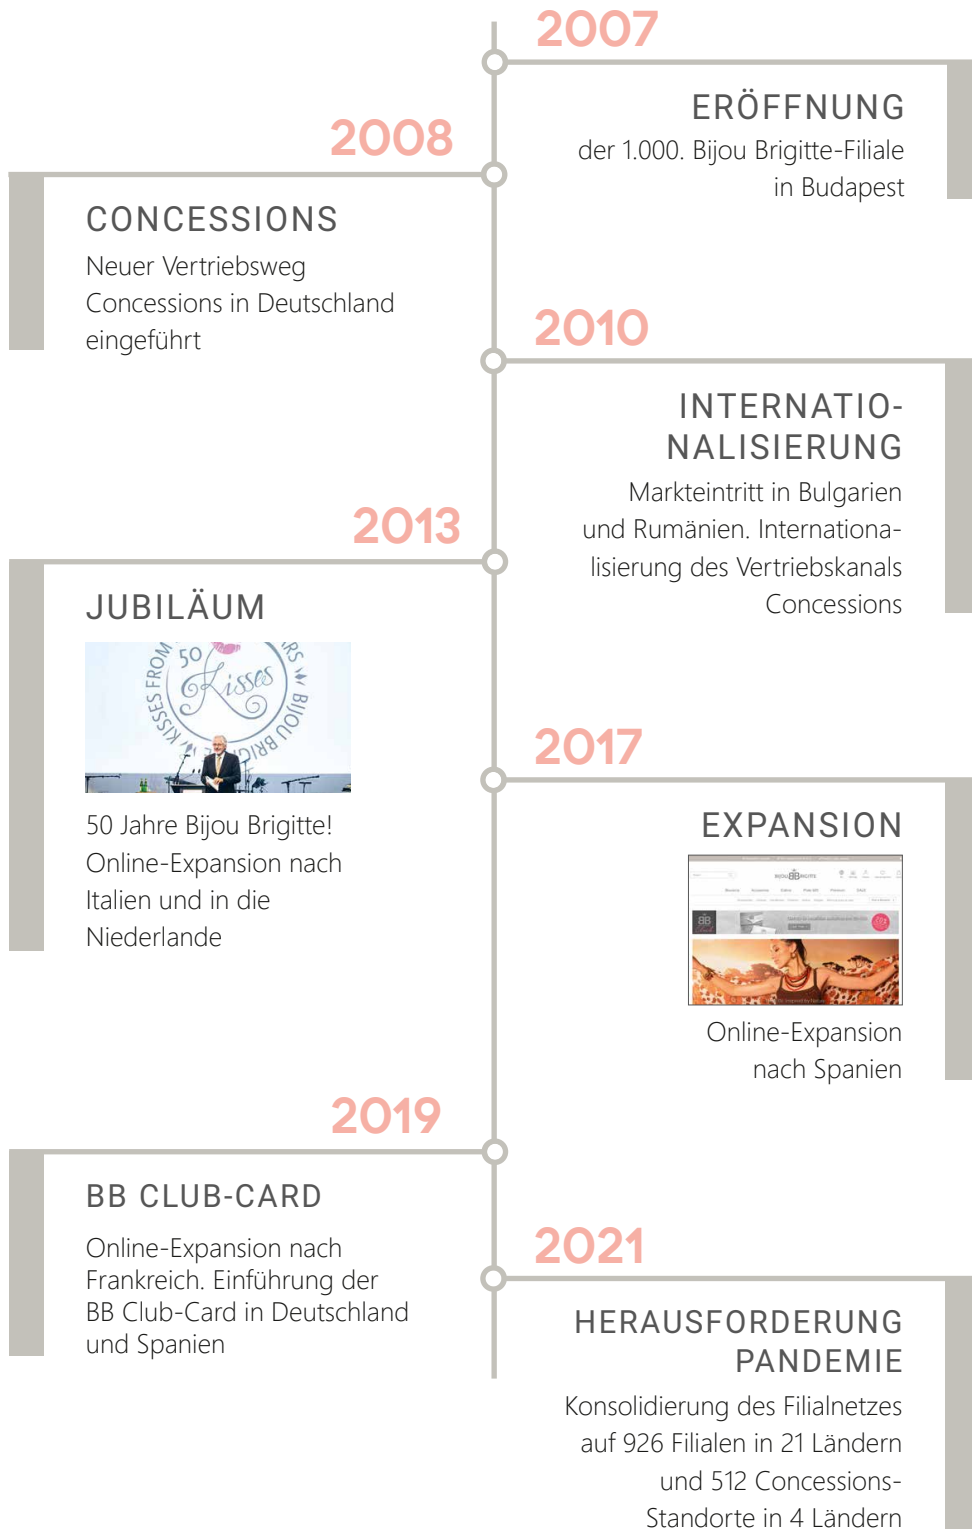 2007
ERÖFFNUNG
der 1.000. Bijou Brigitte-Filiale
in Budapest
2008
CONCESSIONS
Neuer Vertriebsweg
Concessions in Deutschland
eingeführt
2010
INTERNATIO-
NALISIERUNG
Markteintritt in Bulgarien
und Rumänien. Internationa-
lisierung des Vertriebskanals
Concessions
2013
JUBILÄUM
50
Kisses
KISSES FROM
BIJOU BRIG
50 Jahre Bijou Brigitte!
Online-Expansion nach
Italien und in die
Niederlande
2017
EXPANSION
BIJOU BB BRIGITTE
BB
Online-Expansion
nach Spanien
2019
BB CLUB-CARD
Online-Expansion nach
Frankreich. Einführung der
BB Club-Card in Deutschland
und Spanien
2021
HERAUSFORDERUNG
PANDEMIE
Konsolidierung des Filialnetzes
auf 926 Filialen in 21 Ländern
und 512 Concessions-
Standorte in 4 Ländern